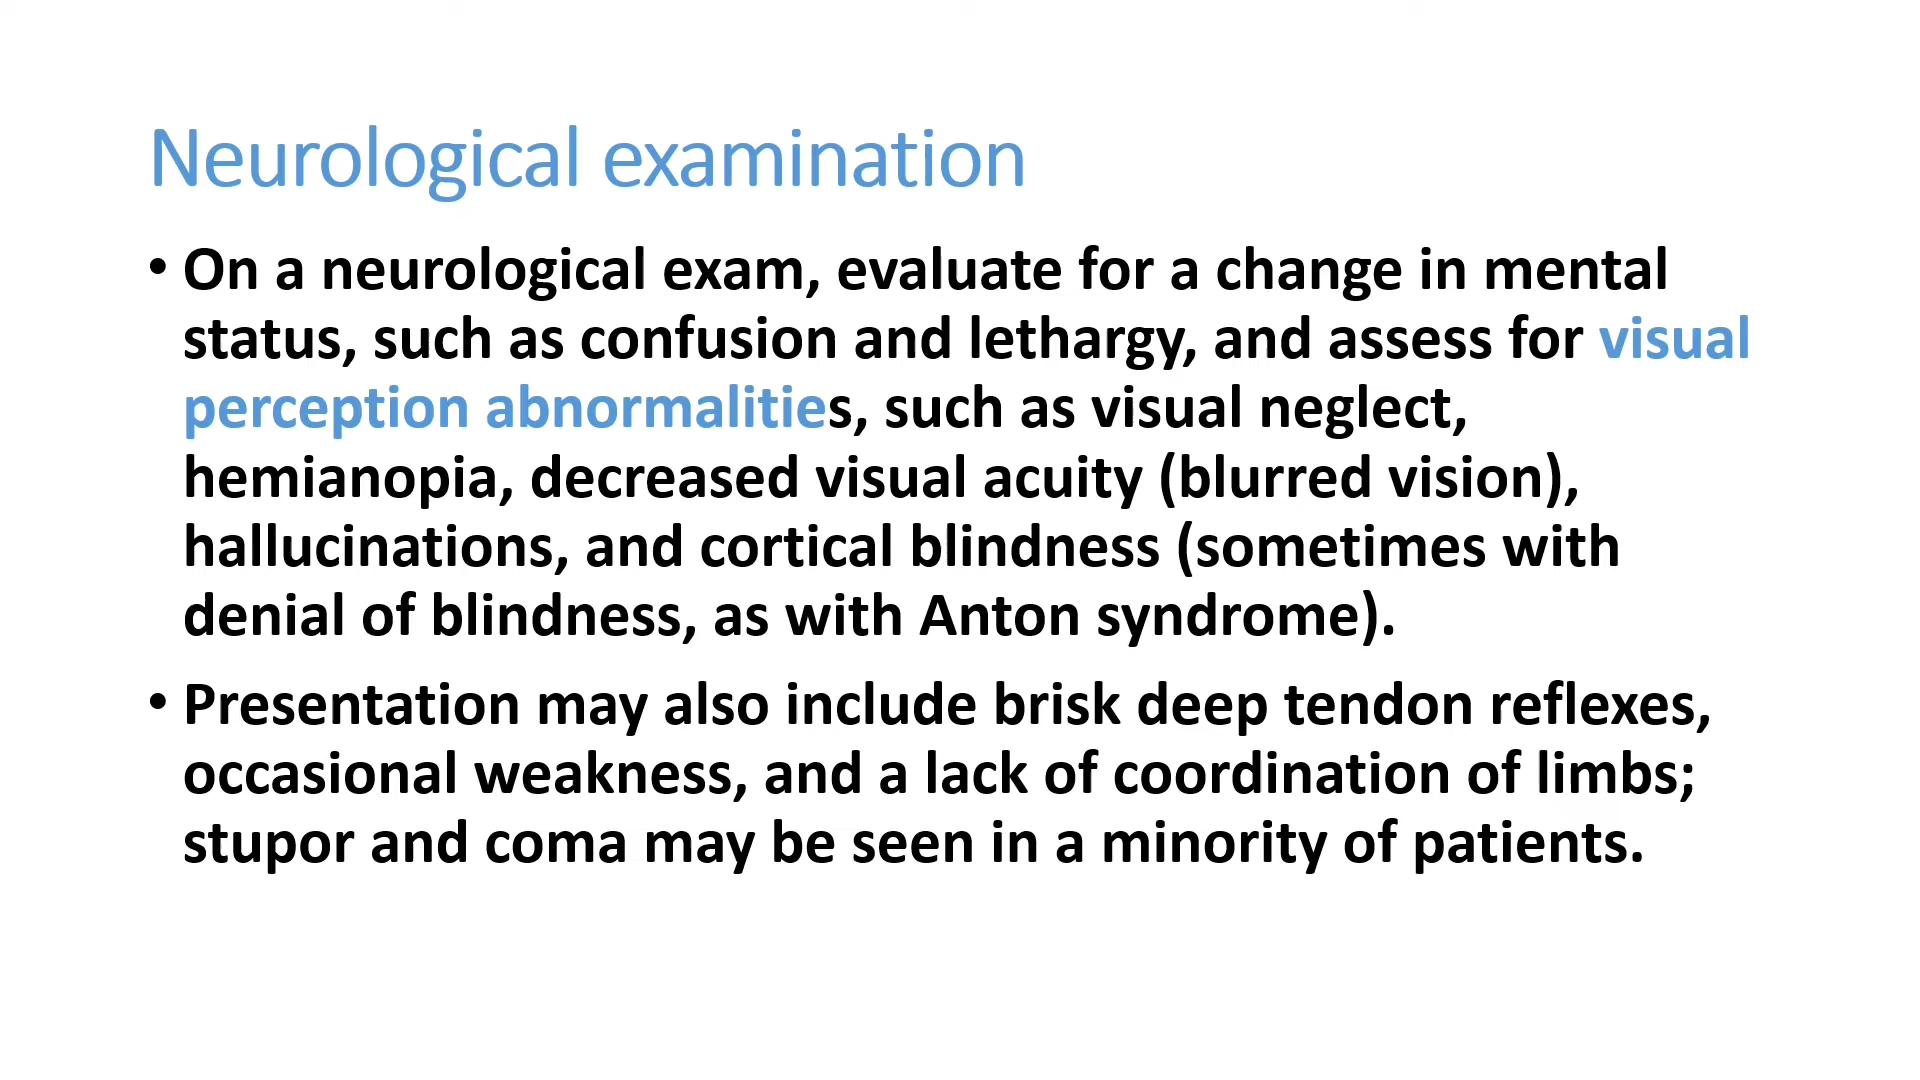 Neurological examination
• On a neurological exam, evaluate for a change in mental
status, such as confusion and lethargy, and assess for visual
perception abnormalities, such as visual neglect,
hemianopia, decreased visual acuity (blurred vision),
hallucinations, and cortical blindness (sometimes with
denial of blindness, as with Anton syndrome).
• Presentation may also include brisk deep tendon reflexes,
occasional weakness, and a lack of coordination of limbs;
stupor and coma may be seen in a minority of patients.